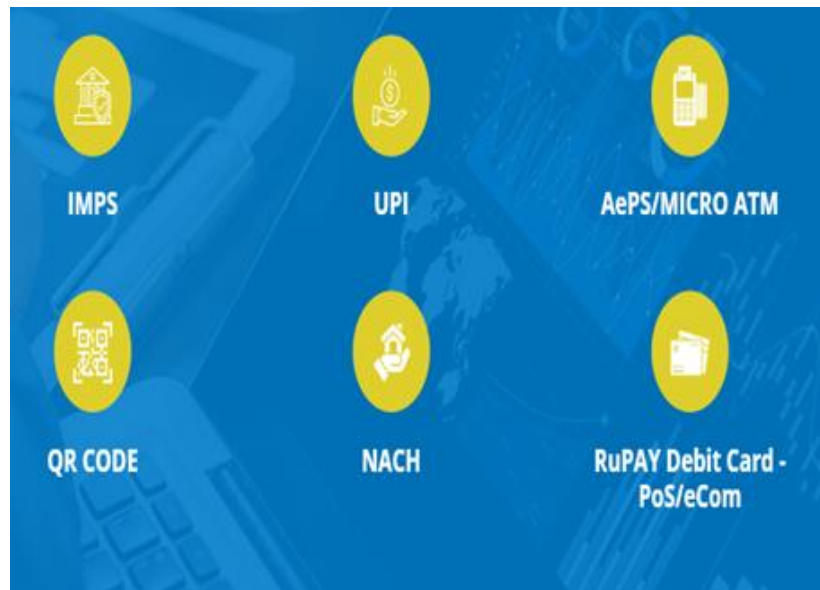 IMPS
UPI
AePS/MICRO ATM
QR CODE
NACH
RuPAY Debit Card -
PoS/eCom